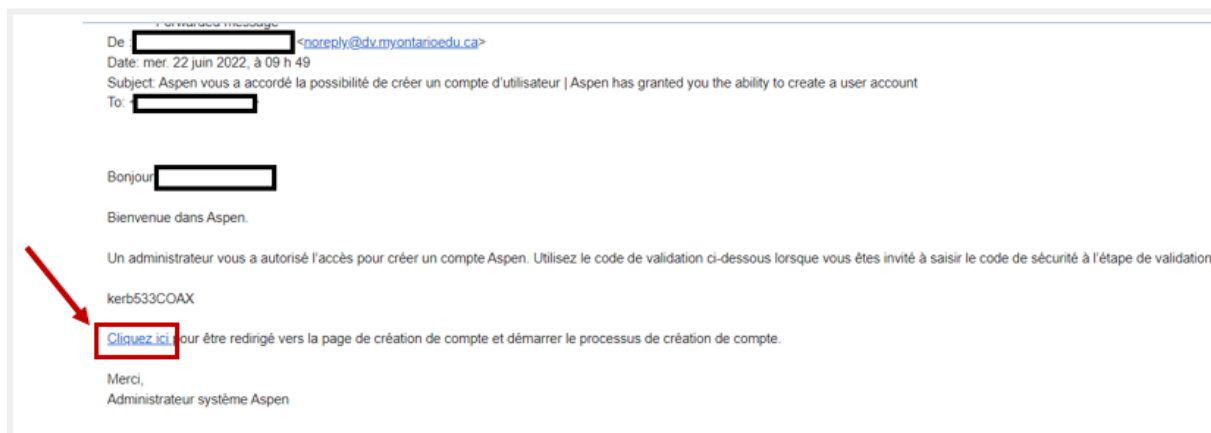 Forwarded message
De : <noreply@dv.myontarioedu.ca>
Date: mer. 22 juin 2022, à 09 h 49
Subject: Aspen vous a accordé la possibilité de créer un compte d'utilisateur | Aspen has granted you the ability to create a user account
To: <
Bonjour
Bienvenue dans Aspen.
Un administrateur vous a autorisé l'accès pour créer un compte Aspen. Utilisez le code de validation ci-dessous lorsque vous êtes invité à saisir le code de sécurité à l'étape de validation
kerb533COAX
Cliquez ici pour être redirigé vers la page de création de compte et démarrer le processus de création de compte.
Merci,
Administrateur système Aspen